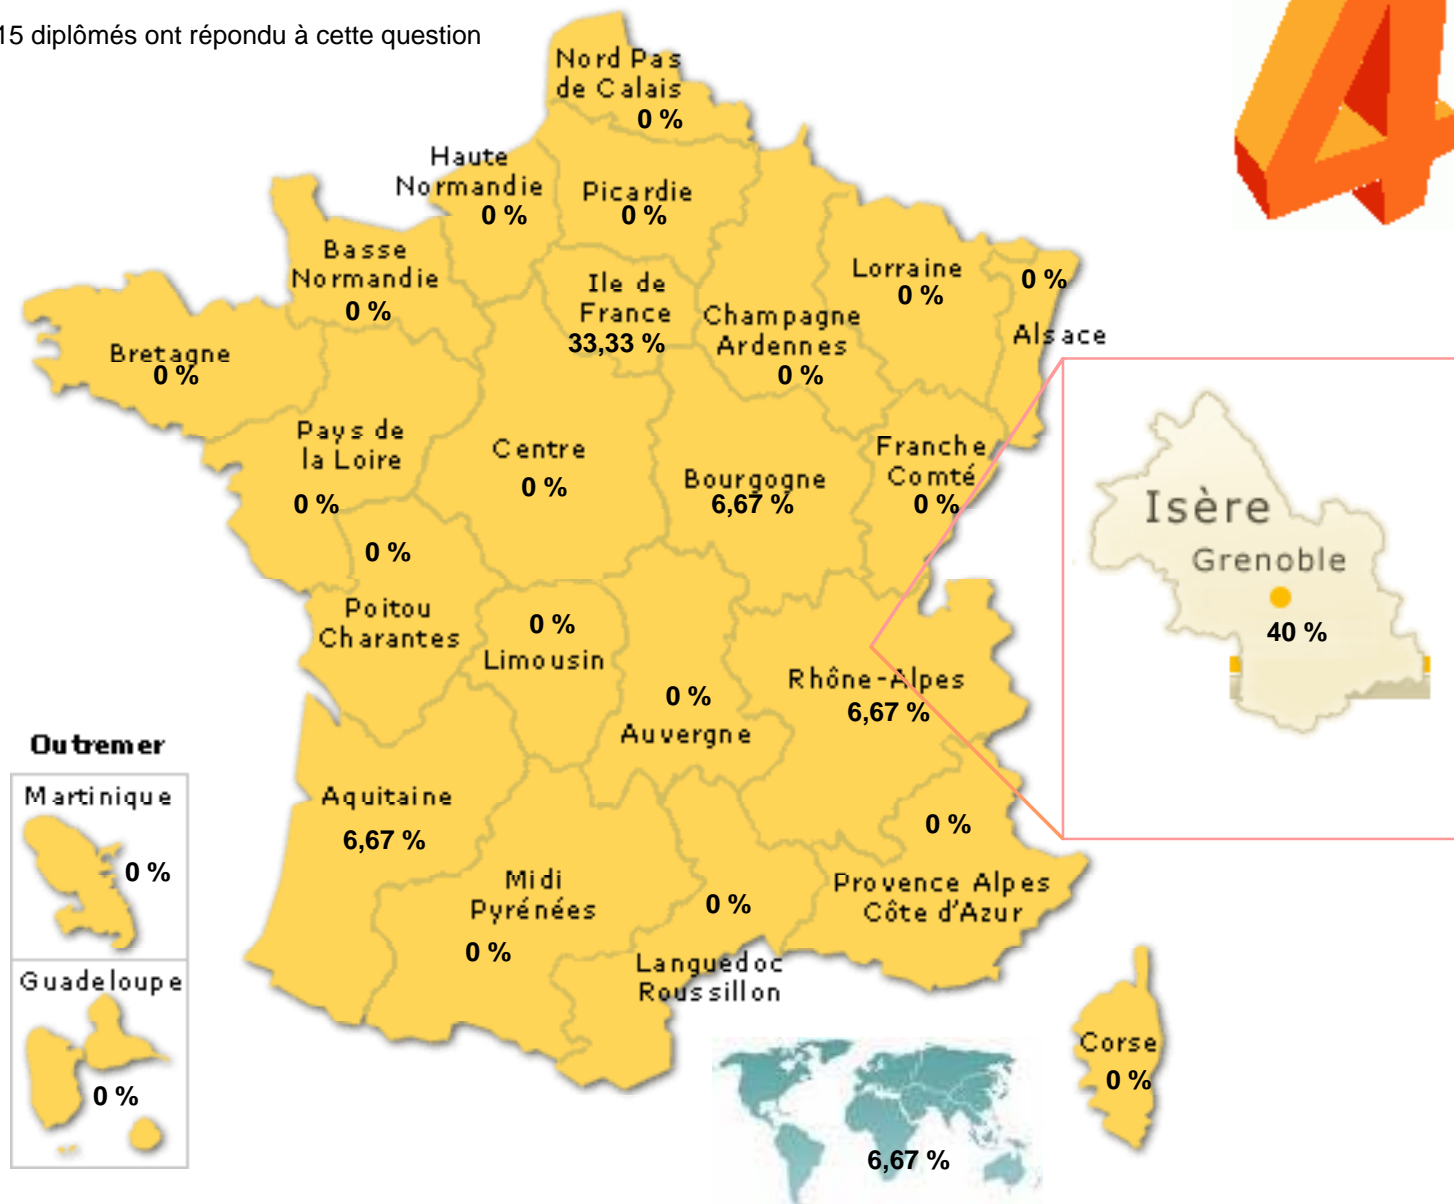 15 diplômés ont répondu à cette question
4
Nord Pas
de Calais
0 %
Haute
Normandie
0 %
Picardie
0 %
Basse
Normandie
0 %
Ile de
France
33,33 %
Champagne
Ardennes
0 %
Lorraine
0 %
0 %
Alsace
Bretagne
0 %
Pays de
la Loire
0 %
Centre
0 %
Bourgogne
6,67 %
Franche
Comté
0 %
Isère
Grenoble
40 %
0 %
Poitou
Charantes
0 %
Limousin
0 %
Auvergne
Rhône-Alpes
6,67 %
Outremer
Martinique
0 %
Guadeloupe
0 %
Aquitaine
6,67 %
Midi
Pyrénées
0 %
0 %
Languedoc
Roussillon
0 %
Provence Alpes
Côte d'Azur
Corse
0 %
6,67 %